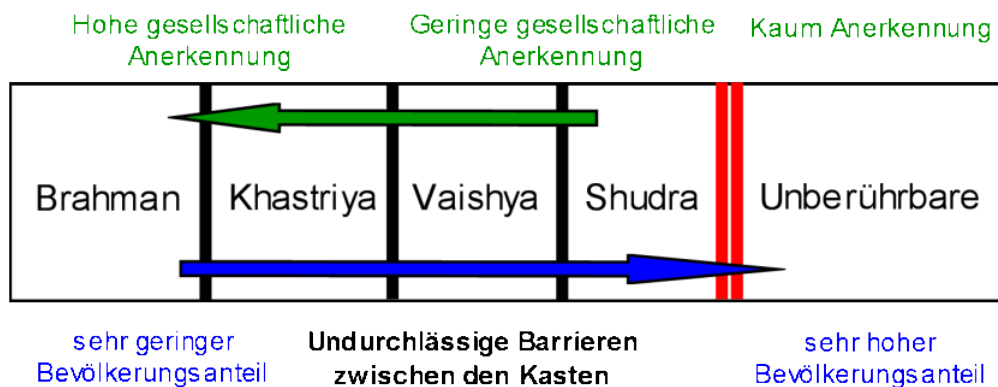 Hohe gesellschaftliche
Anerkennung
Geringe gesellschaftliche
Anerkennung
Kaum Anerkennung
Brahman
Khastriya
Vaishya
Shudra
Unberührbare
sehr geringer
Bevölkerungsanteil
Undurchlässige Barrieren
zwischen den Kasten
sehr hoher
Bevölkerungsanteil